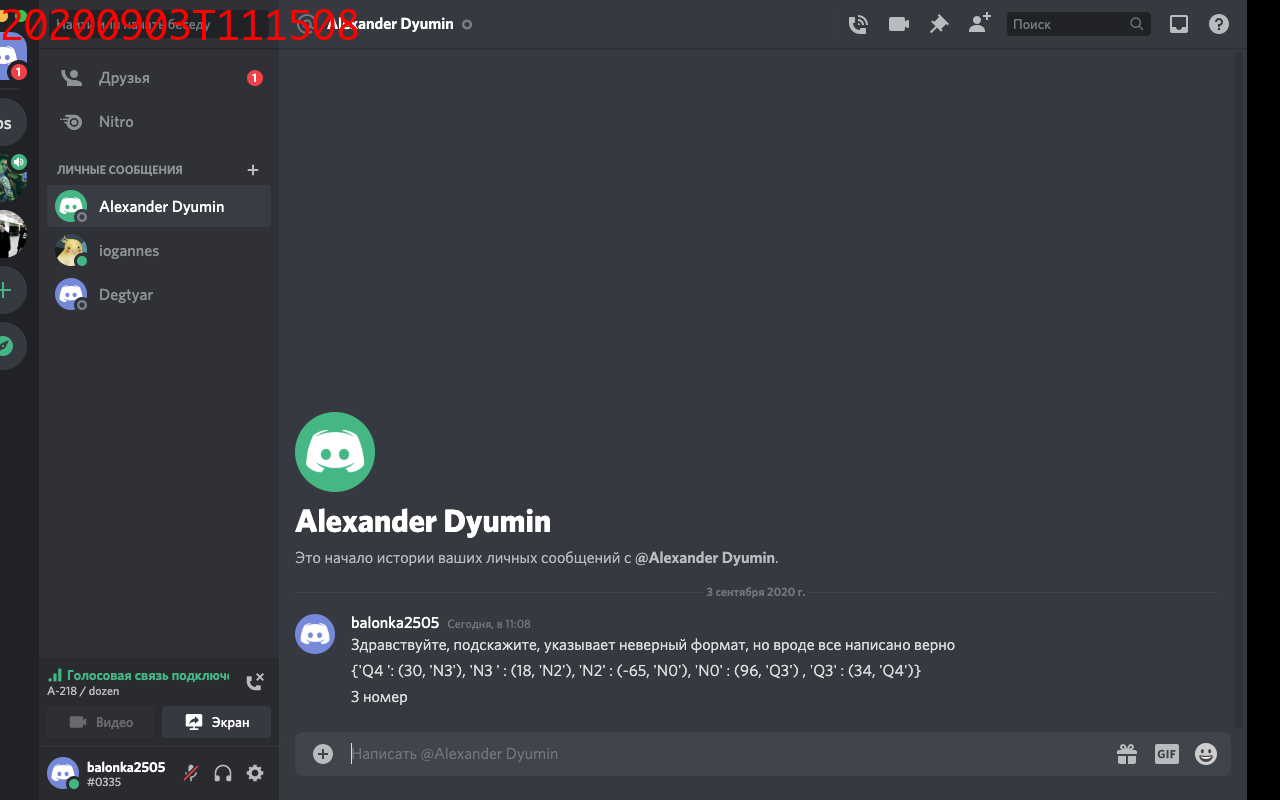 20200903T111508
Найти или начать беседу
Alexander Dyumin
Поиск
1
Друзья
1
Nitro
ЛИЧНЫЕ СООБЩЕНИЯ
Alexander Dyumin
iogannes
Degtyar
Alexander Dyumin
Это начало истории ваших личных сообщений с @Alexander Dyumin.
3 сентября 2020 г.
balonka2505 Сегодня, в 11:08
Здравствуйте, подскажите, указывает неверный формат, но вроде все написано верно
{'Q4 ': (30, 'N3'), 'N3 ' : (18, 'N2'), 'N2' : (-65, 'N0'), 'N0' : (96, 'Q3') , 'Q3' : (34, 'Q4')}
3 номер
Голосовая связь подключе
A-218 / dozen
Видео
Экран
balonka2505
#0335
Написать @Alexander Dyumin
GIF